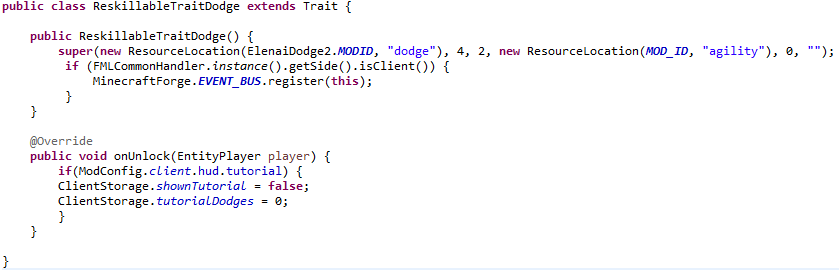 public class ReskillableTraitDodge extends Trait {
public ReskillableTraitDodge() {
super(new ResourceLocation(ElenaiDodge2.MODID, "dodge"), 4, 2, new ResourceLocation(MOD_ID, "agility"), 0, "");
if (FMLCommonHandler.instance().getSide().isClient()) {
MinecraftForge.EVENT_BUS.register(this);
}
}
@Override
public void onUnlock(EntityPlayer player) {
if(ModConfig.client.hud.tutorial) {
ClientStorage.shownTutorial = false;
ClientStorage.tutorialDodges = 0;
}
}
}